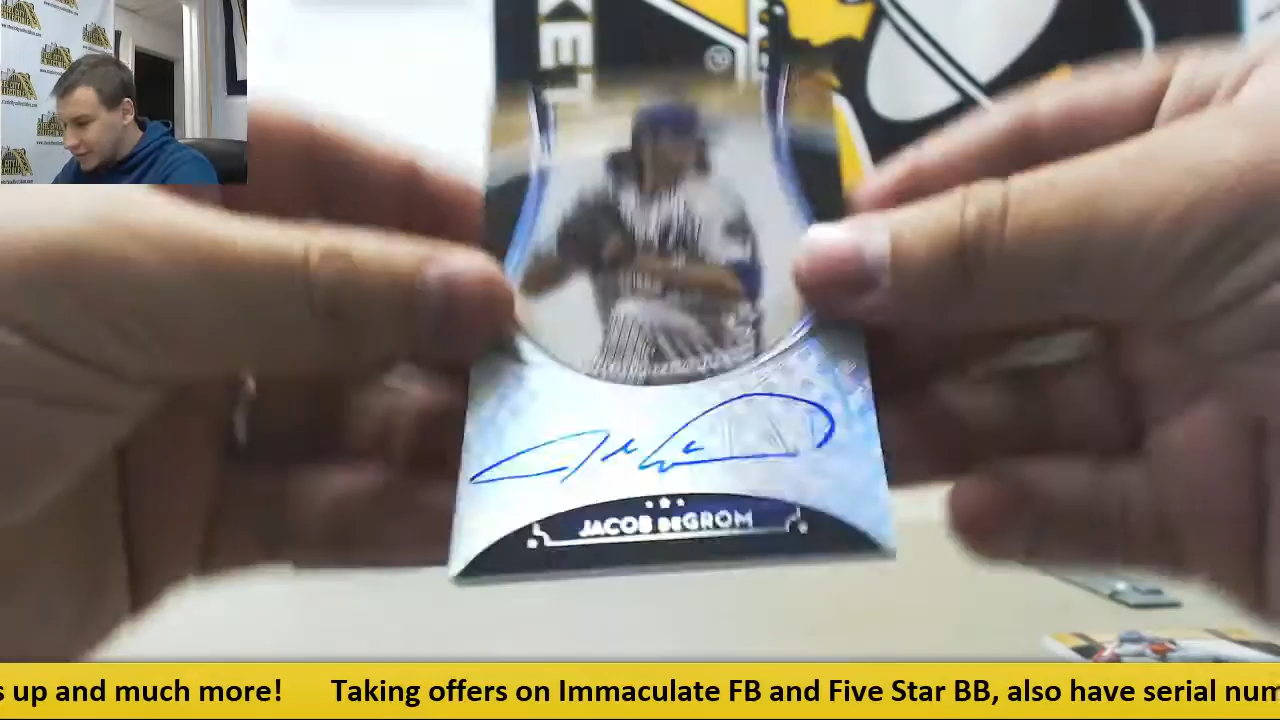 KET
JACOB DEGROM
s up and much more! Taking offers on Immaculate FB and Five Star BB, also have serial num